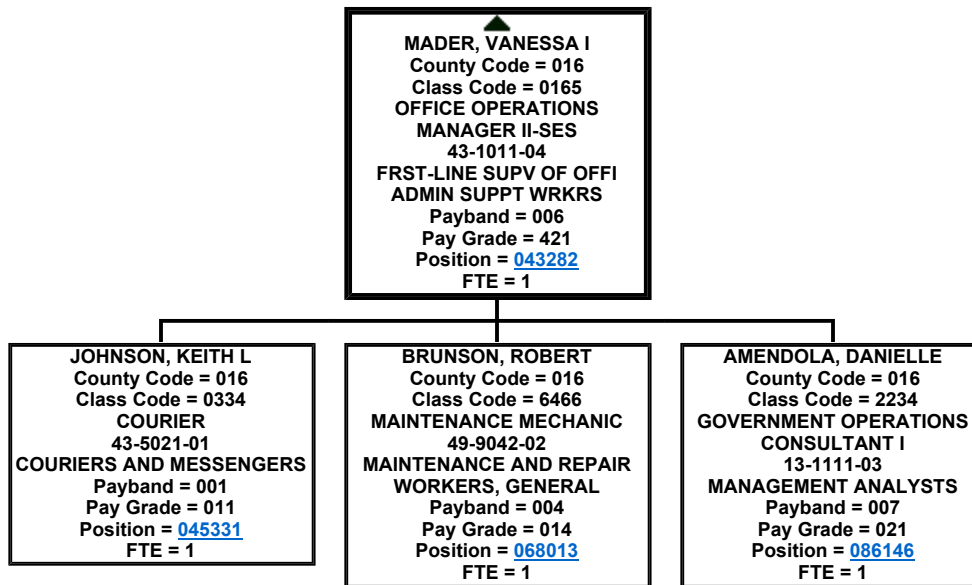 MADER, VANESSA I
County Code = 016
Class Code = 0165
OFFICE OPERATIONS
MANAGER II-SES
43-1011-04
FRST-LINE SUPV OF OFFI
ADMIN SUPPT WRKRS
Payband = 006
Pay Grade = 421
Position = 043282
FTE = 1
JOHNSON, KEITH L
County Code = 016
Class Code = 0334
COURIER
43-5021-01
COURIERS AND MESSENGERS
Payband = 001
Pay Grade = 011
Position = 045331
FTE = 1
BRUNSON, ROBERT
County Code = 016
Class Code = 6466
MAINTENANCE MECHANIC
49-9042-02
MAINTENANCE AND REPAIR
WORKERS, GENERAL
Payband = 004
Pay Grade = 014
Position = 068013
FTE = 1
AMENDOLA, DANIELLE
County Code = 016
Class Code = 2234
GOVERNMENT OPERATIONS
CONSULTANT I
13-1111-03
MANAGEMENT ANALYSTS
Payband = 007
Pay Grade = 021
Position = 086146
FTE = 1